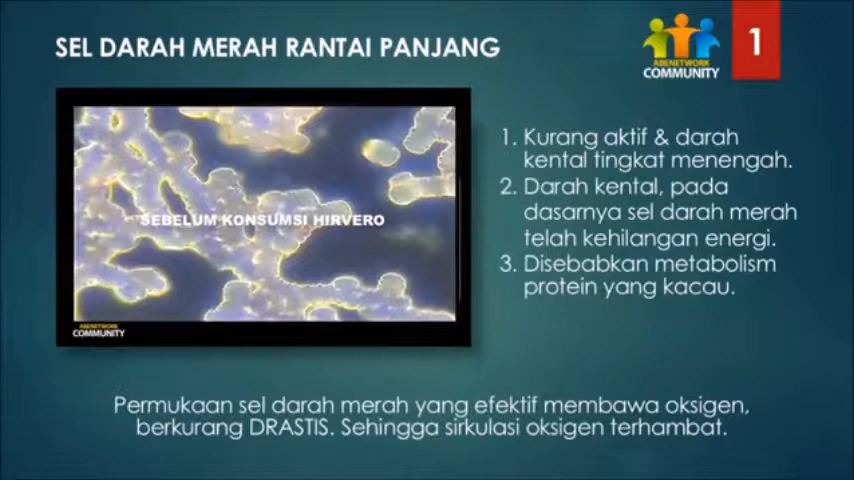 SEL DARAH MERAH RANTAI PANJANG
ABENETWORK
COMMUNITY
1
SEBELUM KONSUMSI HIRVERO
ABENETWORK
COMMUNITY
1. Kurang aktif & darah
kental tingkat menengah.
2. Darah kental, pada
dasarnya sel darah merah
telah kehilangan energi.
3. Disebabkan metabolism
protein yang kacau.
Permukaan sel darah merah yang efektif membawa oksigen,
berkurang DRASTIS. Sehingga sirkulasi oksigen terhambat.